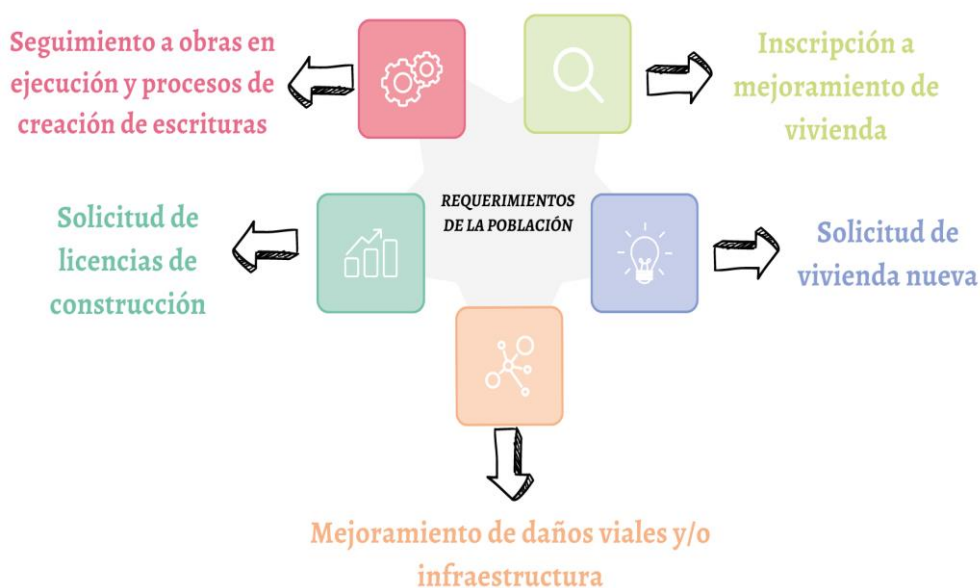 Seguimiento a obras en
ejecución y procesos de
creación de escrituras
Inscripción a
mejoramiento de
vivienda
REQUERIMIENTOS
DE LA POBLACIÓN
Solicitud de
licencias de
construcción
Solicitud de
vivienda nueva
Mejoramiento de daños viales y/o
infraestructura